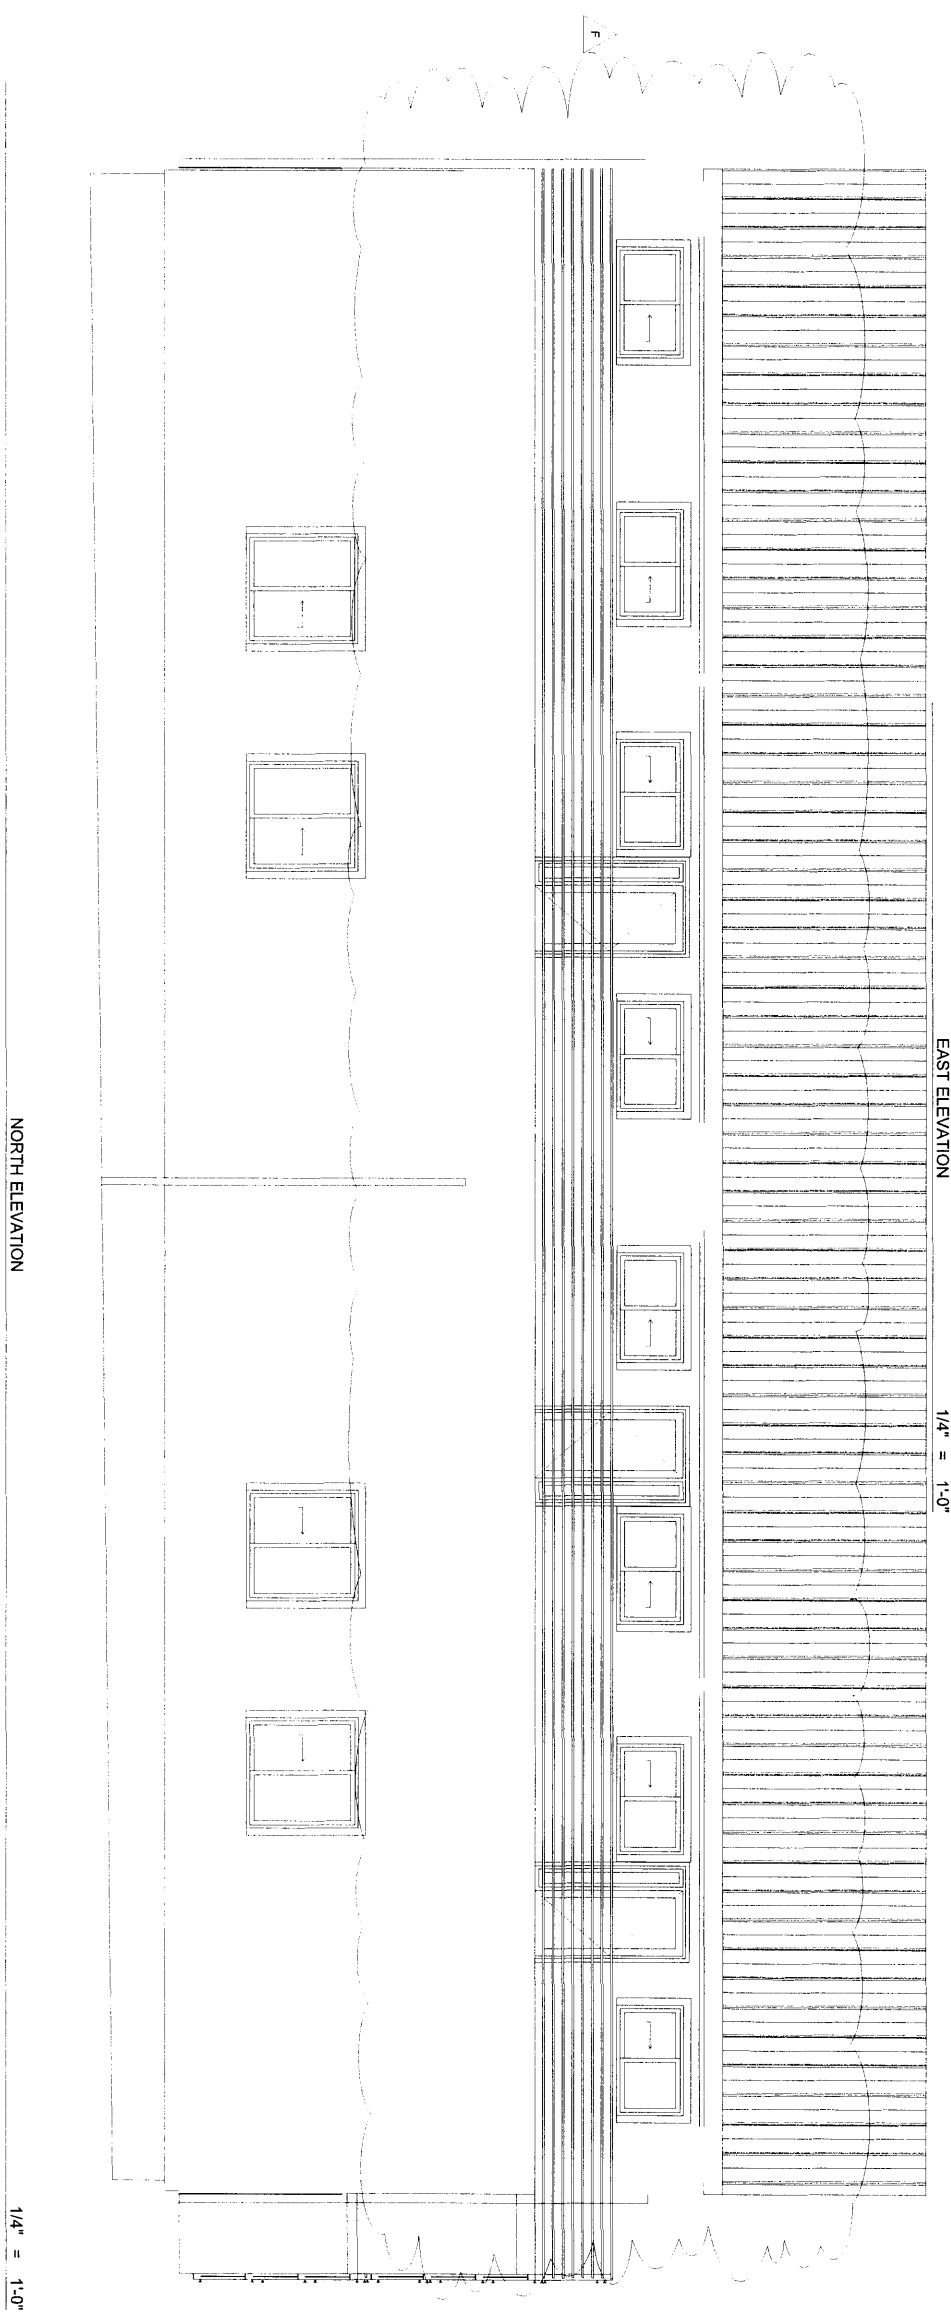 F
EAST ELEVATION 1/4" = 1'-0"
NORTH ELEVATION 1/4" = 1'-0"